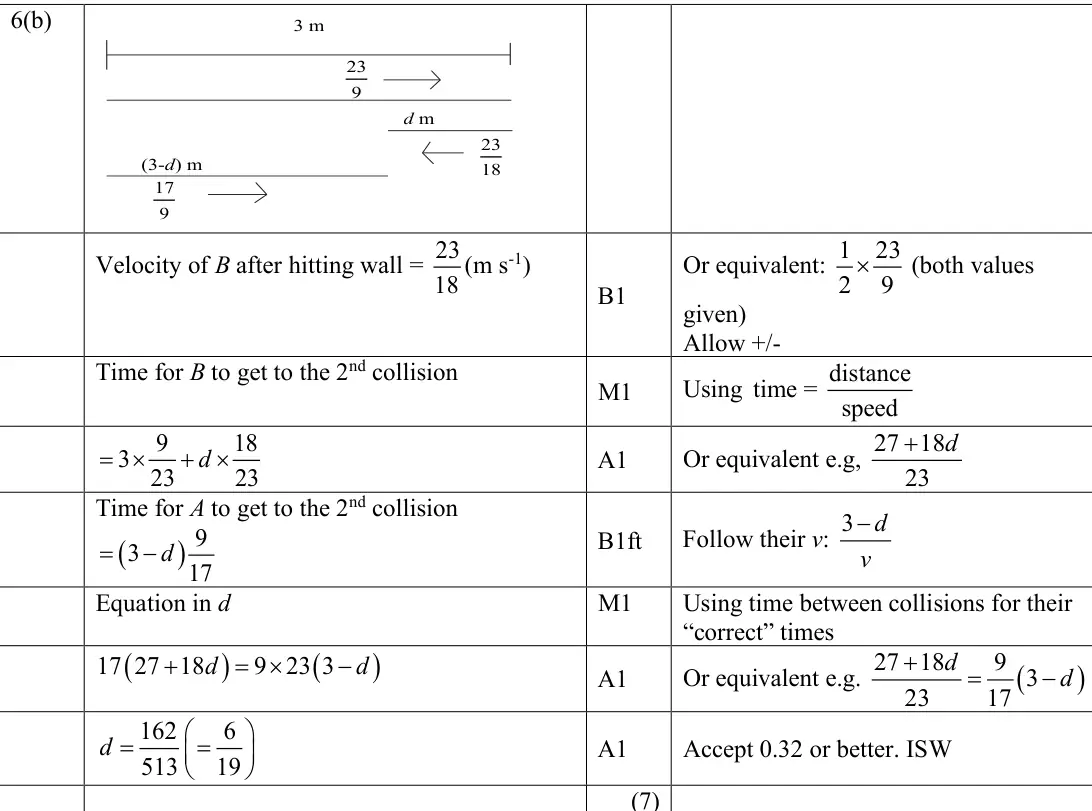 6(b)
3 m
23/9
d m
23/18
(3-d) m
17/9
Velocity of B after hitting wall = 23/18 (m s⁻¹)
B1
Or equivalent: 1/2 × 23/9 (both values
given)
Allow +/-
Time for B to get to the 2ⁿᵈ collision
M1
Using time = distance/speed
= 3 × 9/23 + d × 18/23
A1
Or equivalent e.g, (27 + 18d)/23
Time for A to get to the 2ⁿᵈ collision
= (3 − d) 9/17
B1ft
Follow their v: (3 − d)/v
Equation in d
M1
Using time between collisions for their
“correct” times
17(27 + 18d) = 9 × 23(3 − d)
A1
Or equivalent e.g. (27 + 18d)/23 = 9/17 (3 − d)
d = 162/513 (= 6/19)
A1
Accept 0.32 or better. ISW
(7)